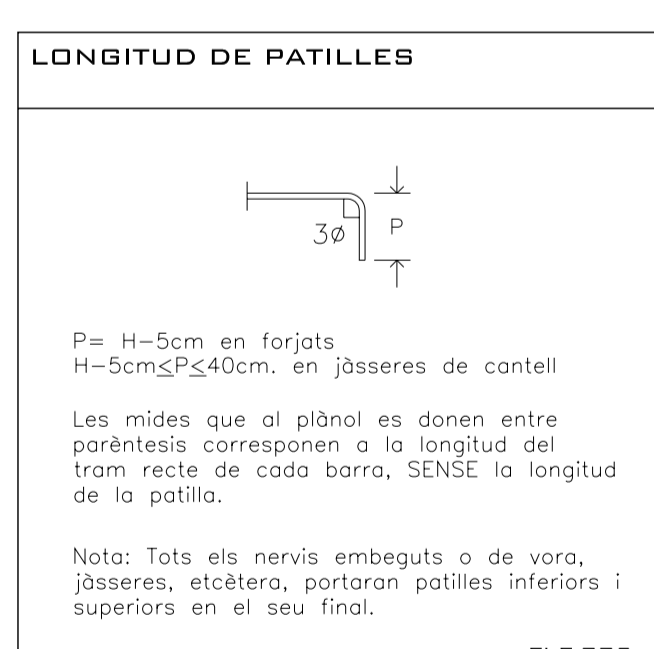 LONGITUD DE PATILLES
3ø
P
P= H-5cm en forjats
H-5cm≤P≤40cm. en jàsseres de cantell
Les mides que al plànol es donen entre
parèntesis corresponen a la longitud del
tram recte de cada barra, SENSE la longitud
de la patilla.
Nota: Tots els nervis embeguts o de vora,
jàsseres, etcètera, portaran patilles inferiors i
superiors en el seu final.